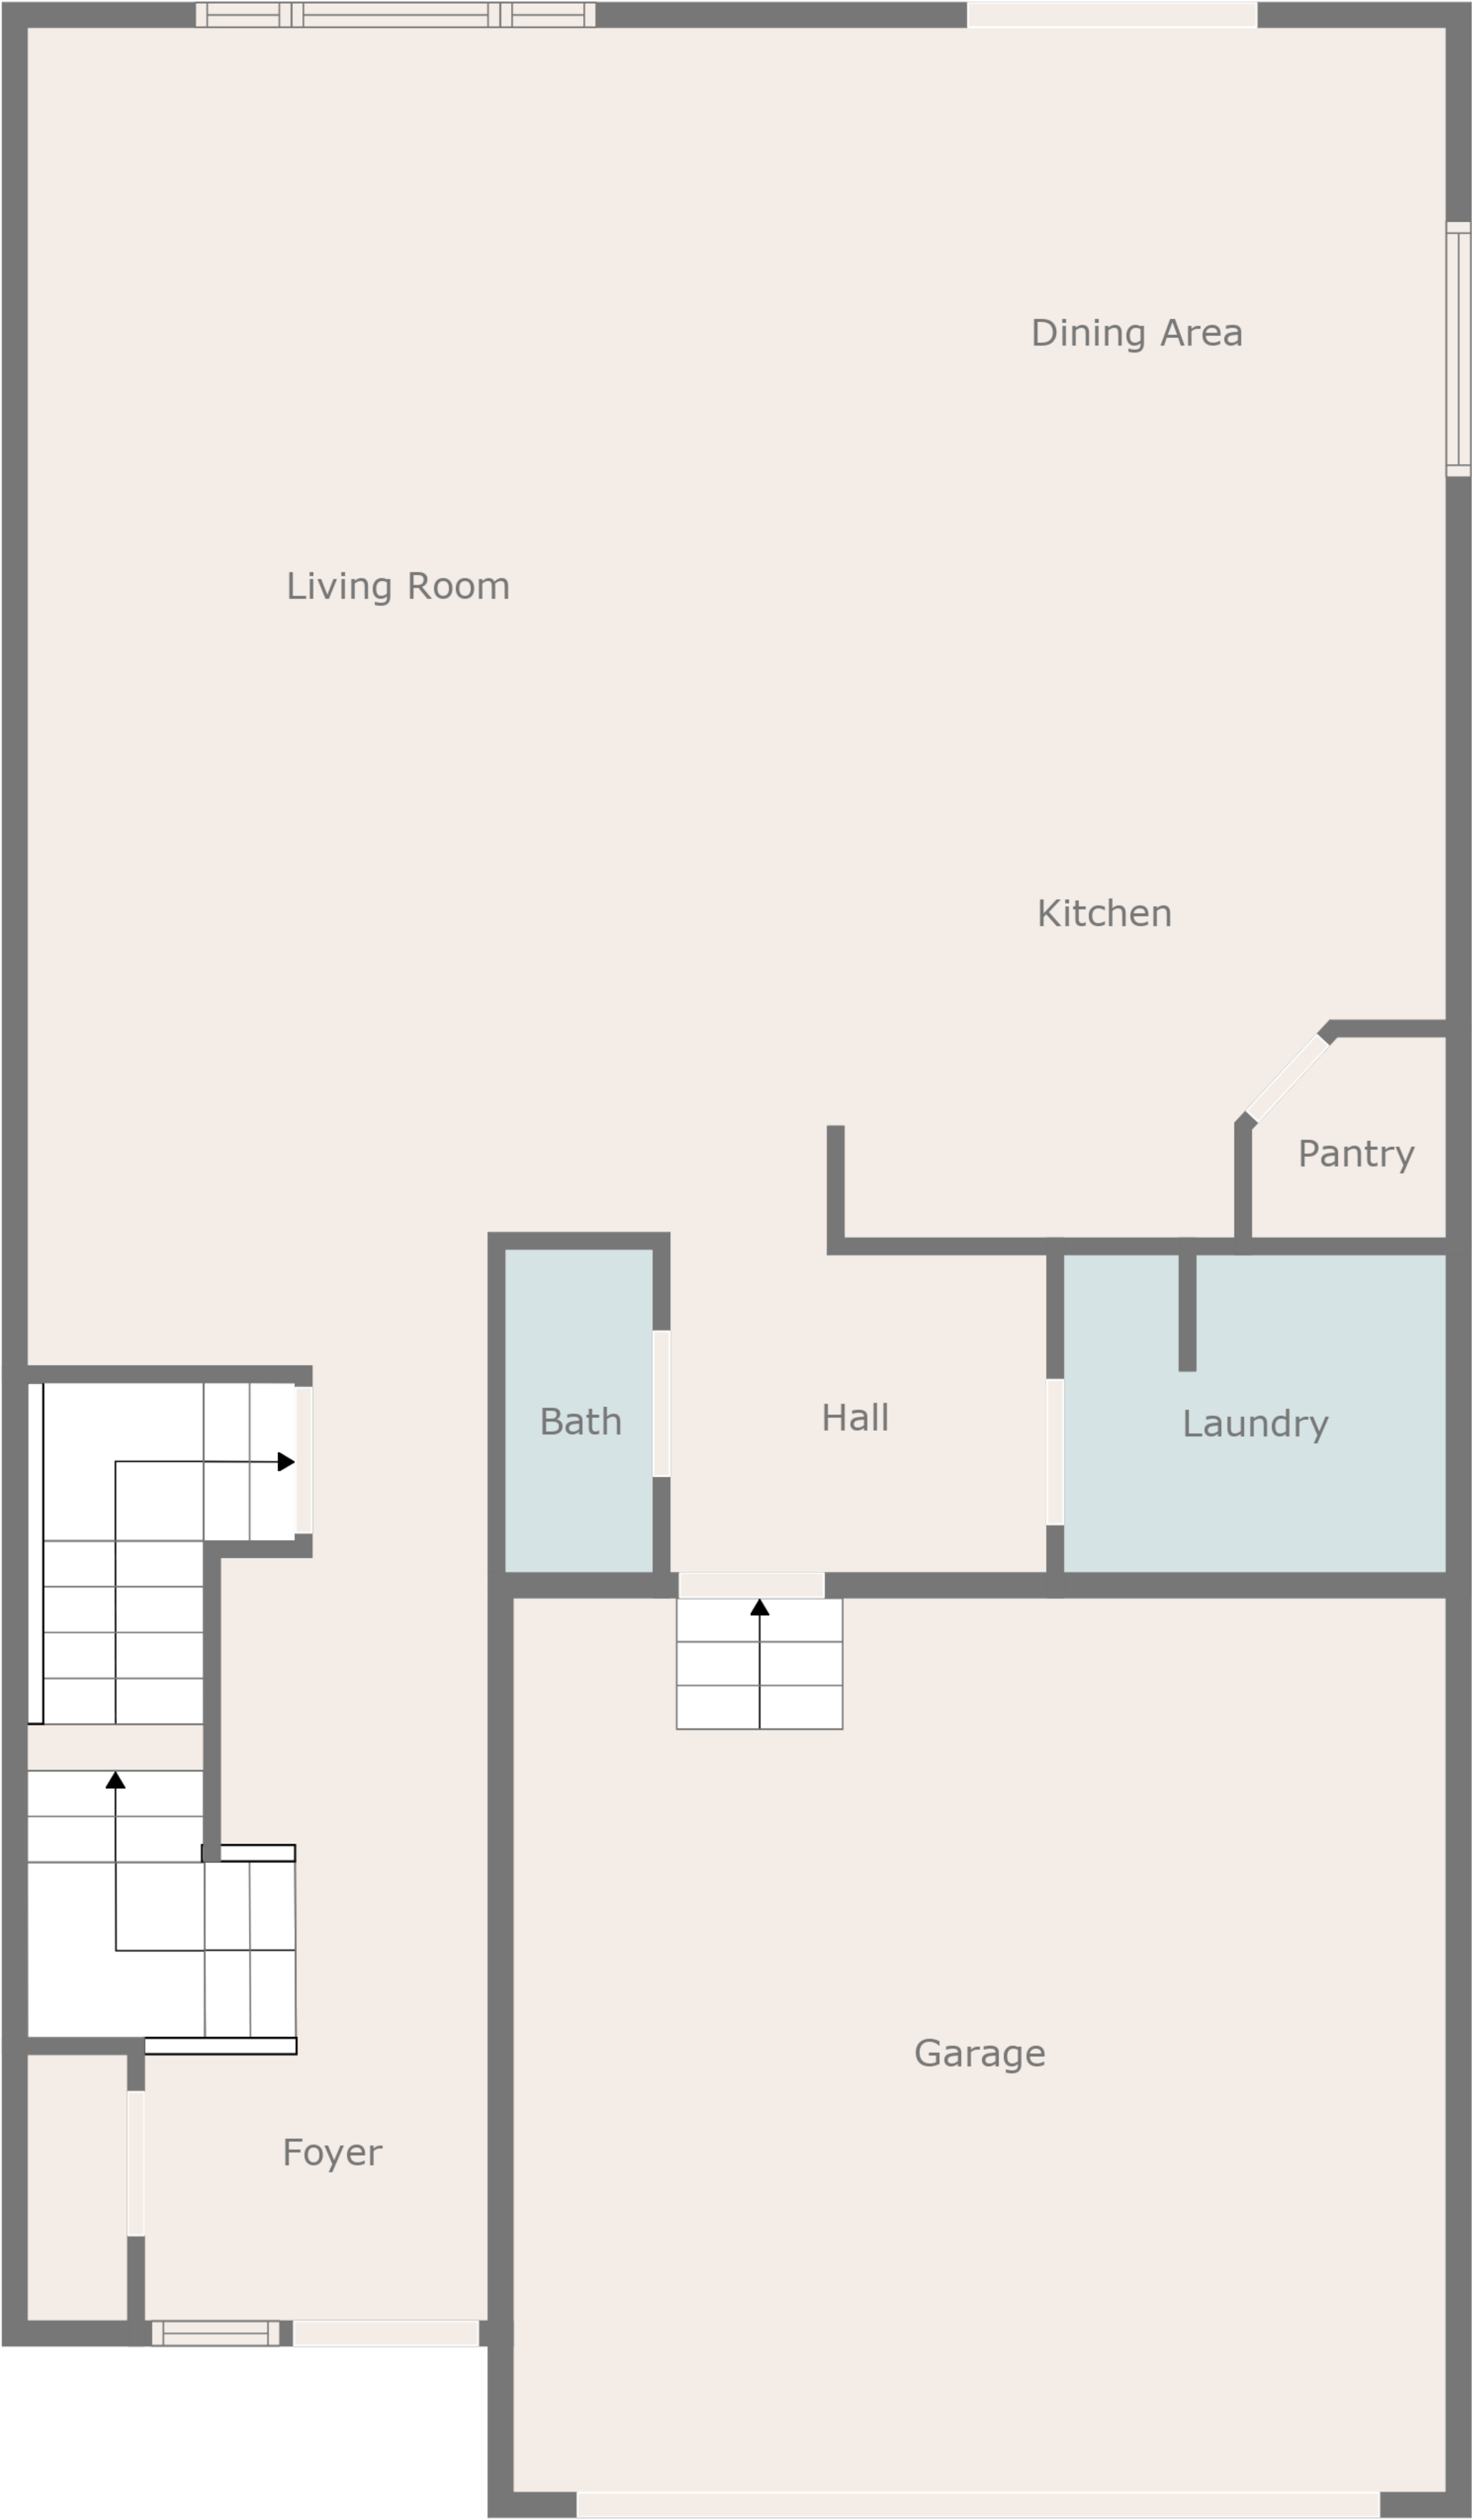 Dining Area
Living Room
Kitchen
Pantry
Bath
Hall
Laundry
Garage
Foyer